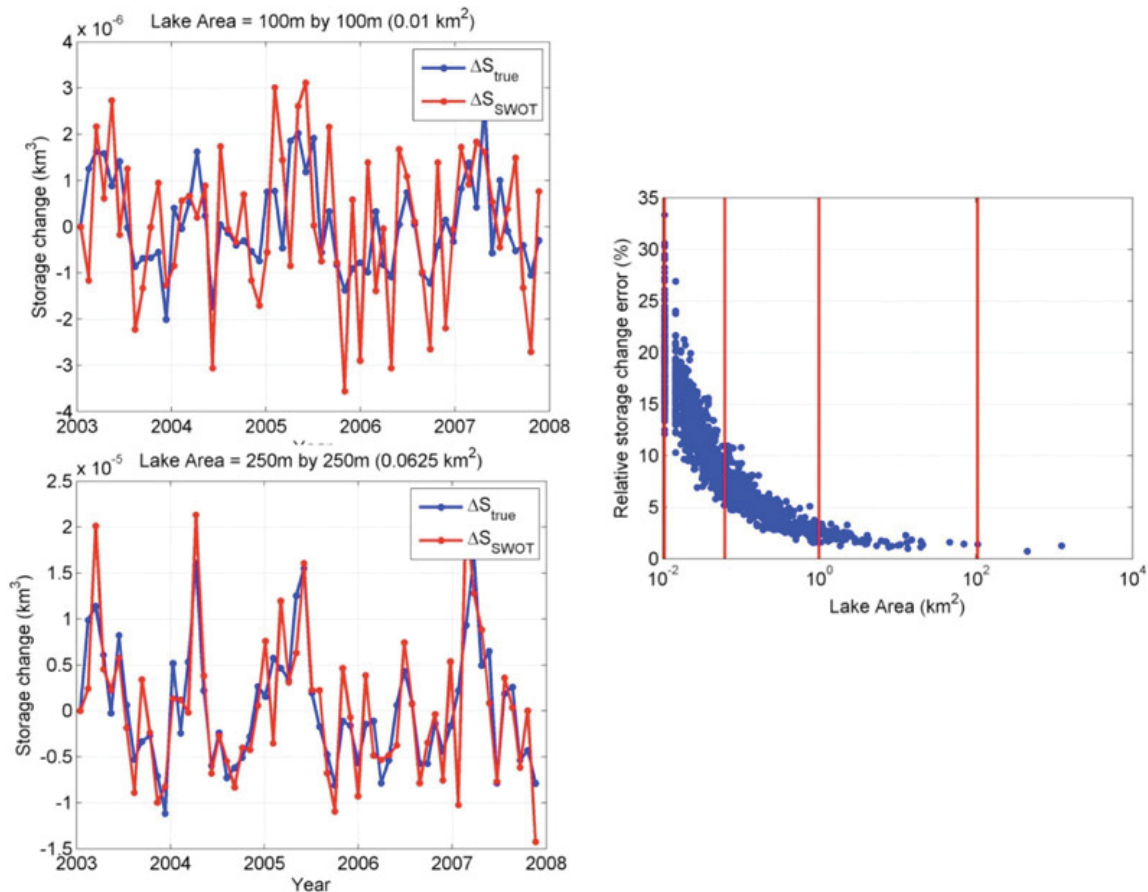 Lake Area = 100m by 100m (0.01 km²)
x 10⁻⁶
4
3
2
1
0
-1
-2
-3
-4
Storage change (km³)
ΔS_true
ΔS_SWOT
2003 2004 2005 2006 2007 2008
Lake Area = 250m by 250m (0.0625 km²)
x 10⁻⁵
2.5
2
1.5
1
0.5
0
-0.5
-1
-1.5
Storage change (km³)
ΔS_true
ΔS_SWOT
2003 2004 2005 2006 2007 2008
Year
35
30
25
20
15
10
5
0
Relative storage change error (%)
10⁻² 10⁰ 10² 10⁴
Lake Area (km²)